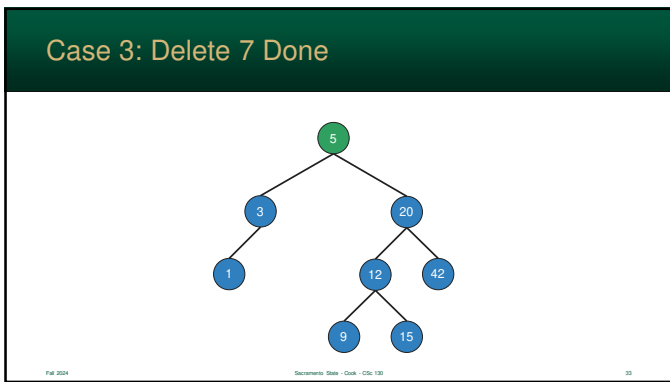 Case 3: Delete 7 Done
5
3 20
1 12 42
9 15
Fall 2024 Sacramento State - Cook - CSc 130 33